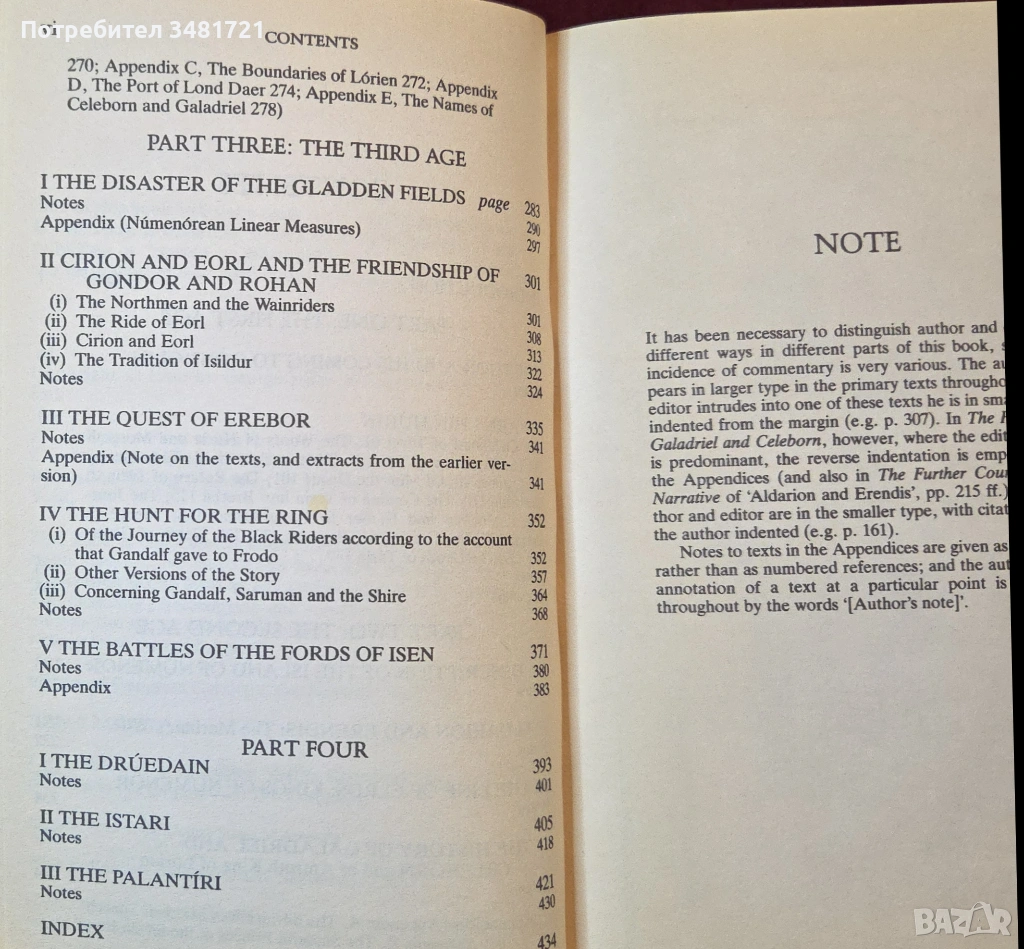 Потребител 3481721
vi
CONTENTS
270; Appendix C, The Boundaries of Lórien 272; Appendix
D, The Port of Lond Daer 274; Appendix E, The Names of
Celeborn and Galadriel 278)
PART THREE: THE THIRD AGE
I THE DISASTER OF THE GLADDEN FIELDS page 283
Notes 290
Appendix (Númenórean Linear Measures) 297
II CIRION AND EORL AND THE FRIENDSHIP OF
GONDOR AND ROHAN 301
(i) The Northmen and the Wainriders 301
(ii) The Ride of Eorl 308
(iii) Cirion and Eorl 313
(iv) The Tradition of Isildur 322
Notes 324
III THE QUEST OF EREBOR 335
Notes 341
Appendix (Note on the texts, and extracts from the earlier ver-
sion) 341
IV THE HUNT FOR THE RING 352
(i) Of the Journey of the Black Riders according to the account
that Gandalf gave to Frodo 352
(ii) Other Versions of the Story 357
(iii) Concerning Gandalf, Saruman and the Shire 364
Notes 368
V THE BATTLES OF THE FORDS OF ISEN 371
Notes 380
Appendix 383
PART FOUR
I THE DRÚEDAIN 393
Notes 401
II THE ISTARI 405
Notes 418
III THE PALANTÍRI 421
Notes 430
INDEX 434
NOTE
It has been necessary to distinguish author and
different ways in different parts of this book,
incidence of commentary is very various. The
pears in larger type in the primary texts
editor intrudes into one of these texts he is in
indented from the margin (e.g. p. 307). In The
Galadriel and Celeborn, however, where the
is predominant, the reverse indentation is
the Appendices (and also in The Further
Narrative of 'Aldarion and Erendis', pp. 215 ff.)
thor and editor are in the smaller type, with
the author indented (e.g. p. 161).
Notes to texts in the Appendices are given as
rather than as numbered references; and the
annotation of a text at a particular point is
throughout by the words '[Author's note]'.
BAZAR